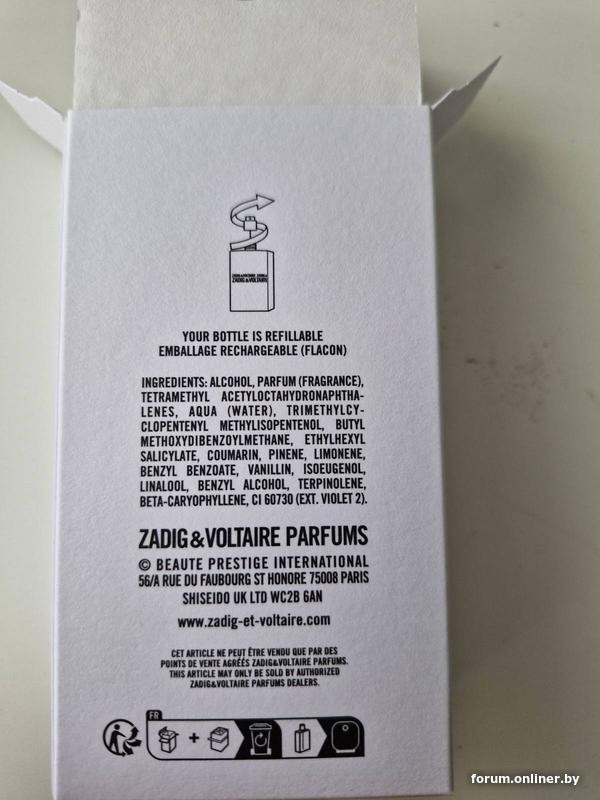 ZADIG&VOLTAIRE
YOUR BOTTLE IS REFILLABLE
EMBALLAGE RECHARGEABLE (FLACON)
INGREDIENTS: ALCOHOL, PARFUM (FRAGRANCE),
TETRAMETHYL ACETYLOCTAHYDRONAPHTHA-
LENES, AQUA (WATER), TRIMETHYLCY-
CLOPENTENYL METHYLISOPENTENOL, BUTYL
METHOXYDIBENZOYLMETHANE, ETHYLHEXYL
SALICYLATE, COUMARIN, PINENE, LIMONENE,
BENZYL BENZOATE, VANILLIN, ISOEUGENOL,
LINALOOL, BENZYL ALCOHOL, TERPINOLENE,
BETA-CARYOPHYLLENE, CI 60730 (EXT. VIOLET 2).
ZADIG&VOLTAIRE PARFUMS
© BEAUTE PRESTIGE INTERNATIONAL
56/A RUE DU FAUBOURG ST HONORE 75008 PARIS
SHISEIDO UK LTD WC2B 6AN
www.zadig-et-voltaire.com
CET ARTICLE NE PEUT ÊTRE VENDU QUE PAR DES
POINTS DE VENTE AGRÉÉS ZADIG&VOLTAIRE PARFUMS.
THIS ARTICLE MAY ONLY BE SOLD BY AUTHORIZED
ZADIG&VOLTAIRE PARFUMS DEALERS.
FR
+
forum.onliner.by